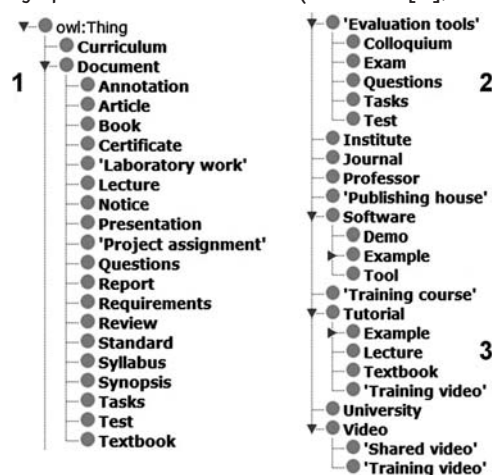 owl:Thing
Curriculum
1
Document
Annotation
Article
Book
Certificate
'Laboratory work'
Lecture
Notice
Presentation
'Project assignment'
Questions
Report
Requirements
Review
Standard
Syllabus
Synopsis
Tasks
Test
Textbook
'Evaluation tools'
Colloquium
Exam
Questions 2
Tasks
Test
Institute
Journal
Professor
'Publishing house'
Software
Demo
Example
Tool
'Training course'
Tutorial
Example
Lecture 3
Textbook
'Training video'
University
Video
'Shared video'
'Training video'